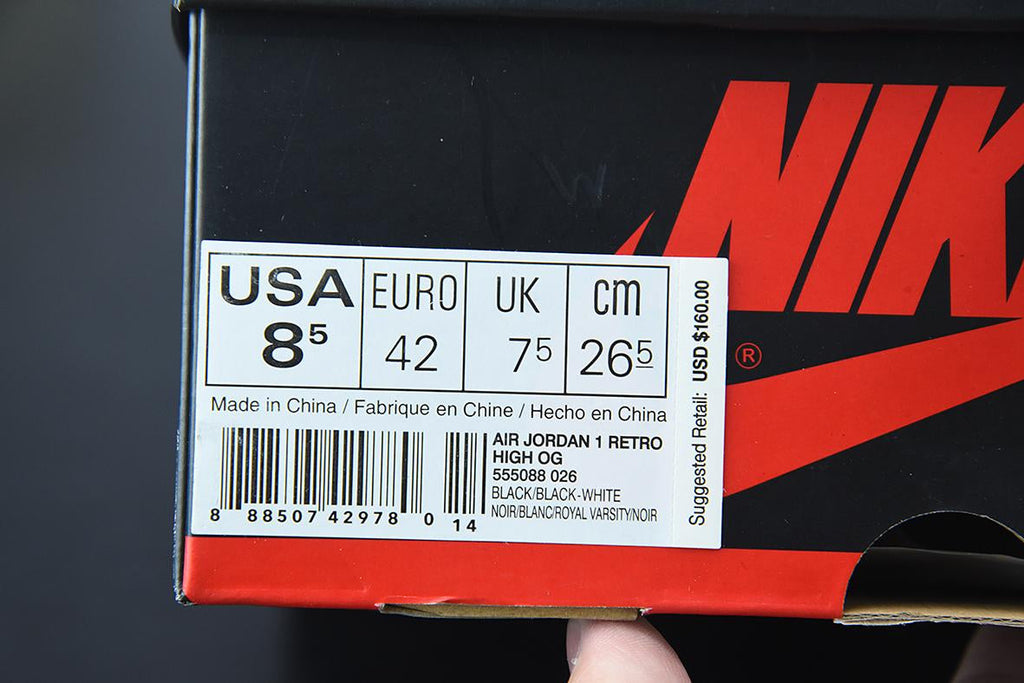 NIK
®
USA EURO UK cm
8⁵ 42 7⁵ 26⁵
Made in China / Fabrique en Chine / Hecho en China
AIR JORDAN 1 RETRO
HIGH OG
555088 026
BLACK/BLACK-WHITE
NOIR/BLANC/ROYAL VARSITY/NOIR
8 88507 42978 0 14
Suggested Retail: USD $160.00